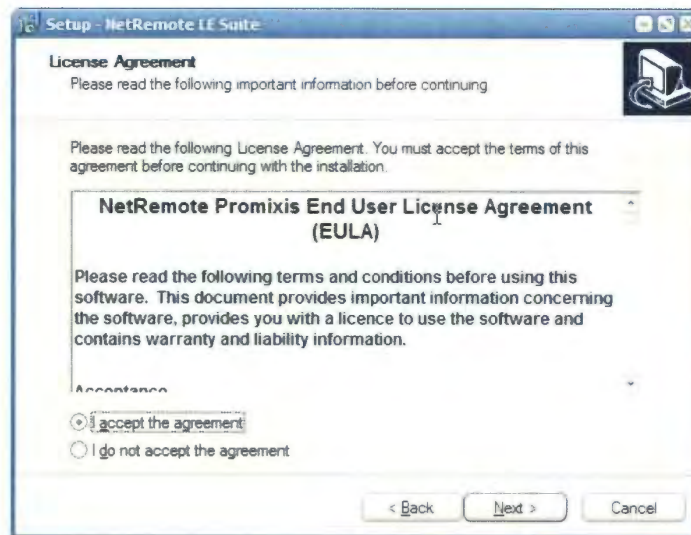 Setup - NetRemote LE Suite
License Agreement
Please read the following important information before continuing
Please read the following License Agreement. You must accept the terms of this
agreement before continuing with the installation.
NetRemote Promixis End User License Agreement
(EULA)
Please read the following terms and conditions before using this
software. This document provides important information concerning
the software, provides you with a licence to use the software and
contains warranty and liability information.
Acceptance
I accept the agreement
I do not accept the agreement
< Back
Next >
Cancel